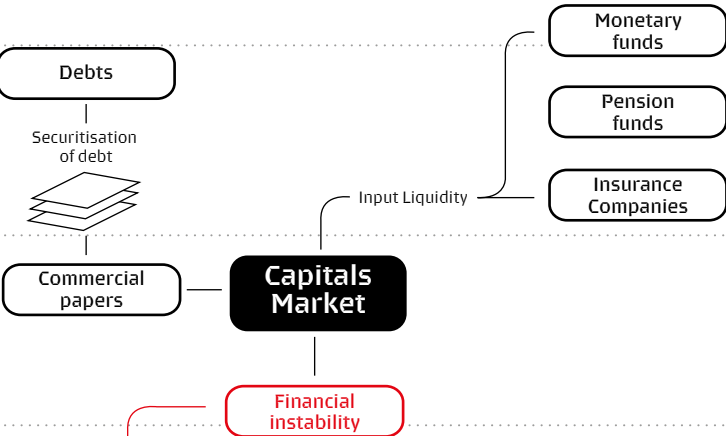 Monetary
funds
Debts
Pension
funds
Securitisation
of debt
Insurance
Companies
Input Liquidity
Capitals
Market
Commercial
papers
Financial
instability